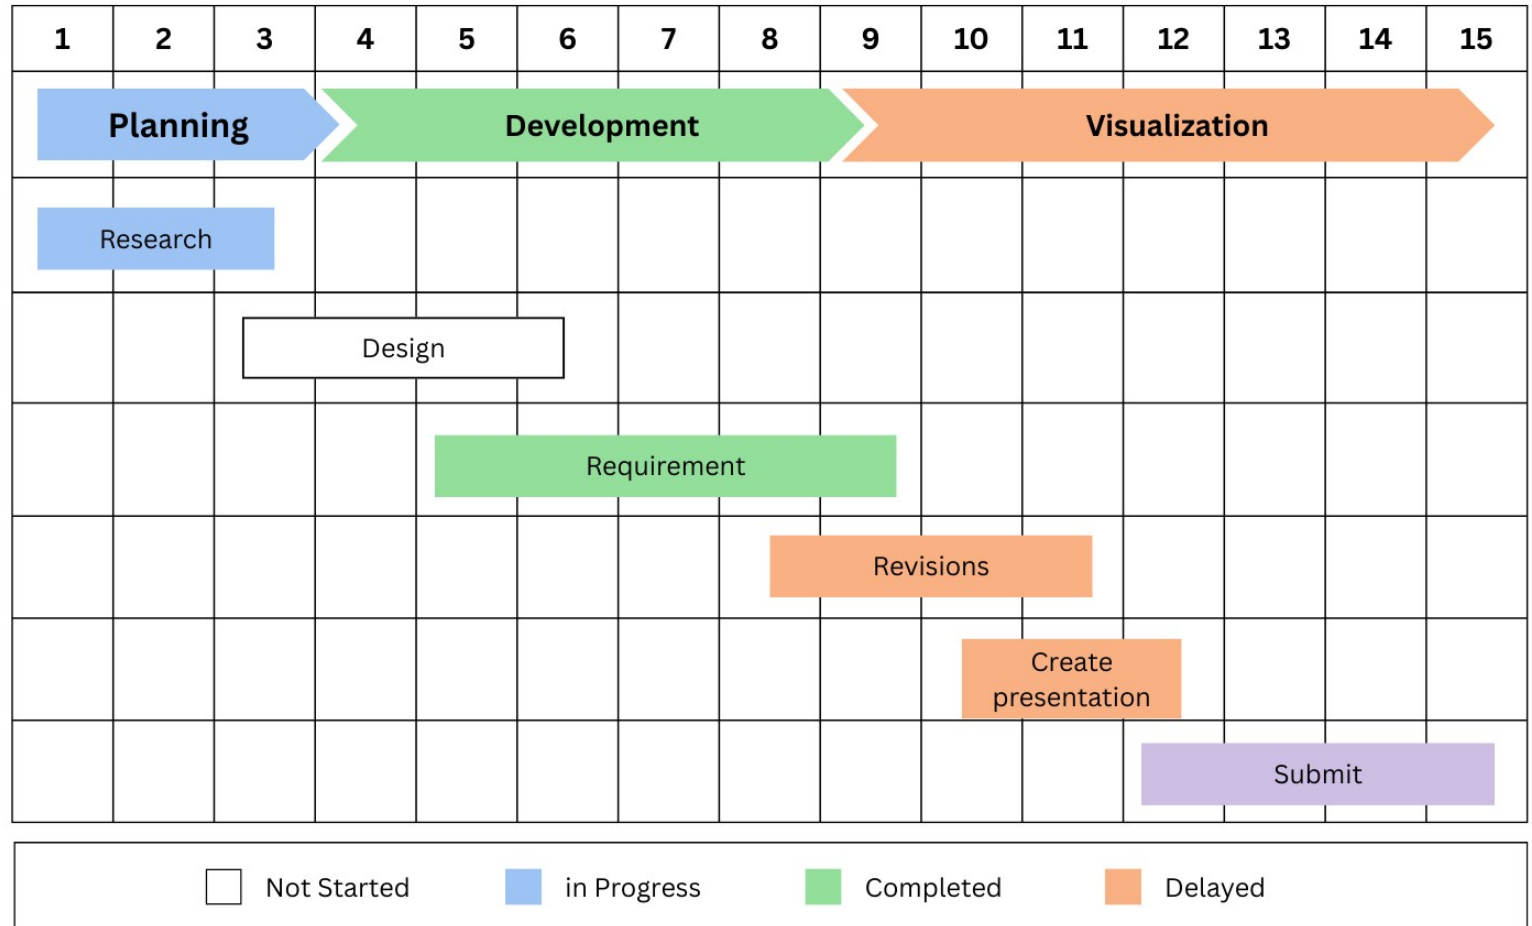 1 2 3 4 5 6 7 8 9 10 11 12 13 14 15
Planning Development Visualization
Research
Design
Requirement
Revisions
Create
presentation
Submit
Not Started in Progress Completed Delayed